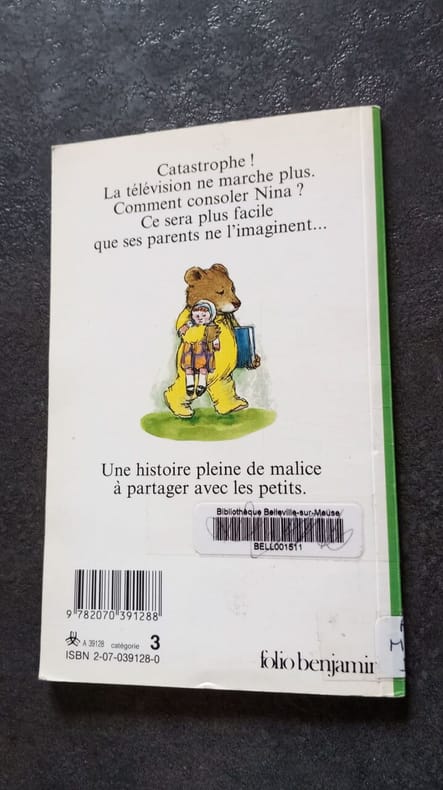 Catastrophe !
La télévision ne marche plus.
Comment consoler Nina ?
Ce sera plus facile
que ses parents ne l'imaginent...
Une histoire pleine de malice
à partager avec les petits.
Bibliothèque Belleville-sur-Meuse
BELL001511
9 782070 391288
A 39128 catégorie 3
ISBN 2-07-039128-0
folio benjamin